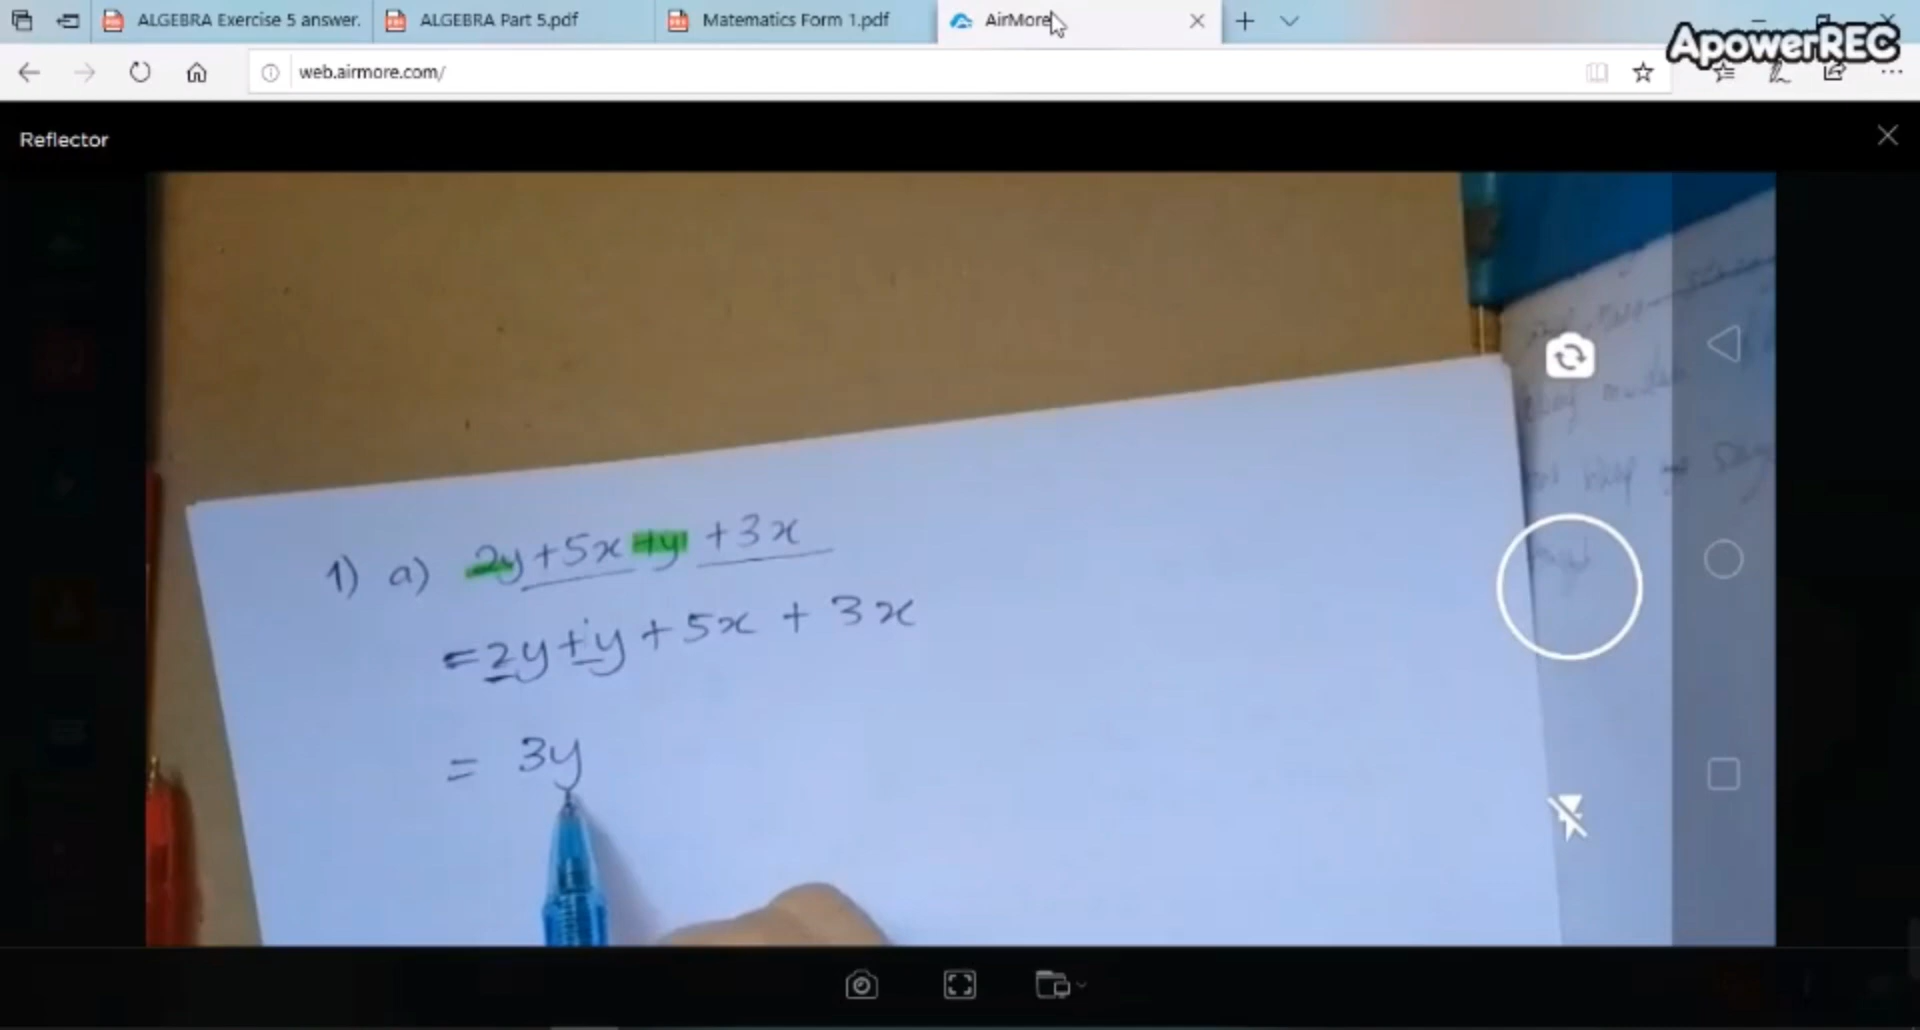 ALGEBRA Exercise 5 answer.
ALGEBRA Part 5.pdf
Matematics Form 1.pdf
AirMore
ApowerREC
web.airmore.com/
Reflector
1) a) 2y+5x+y+3x
=2y+y+5x+3x
= 3y